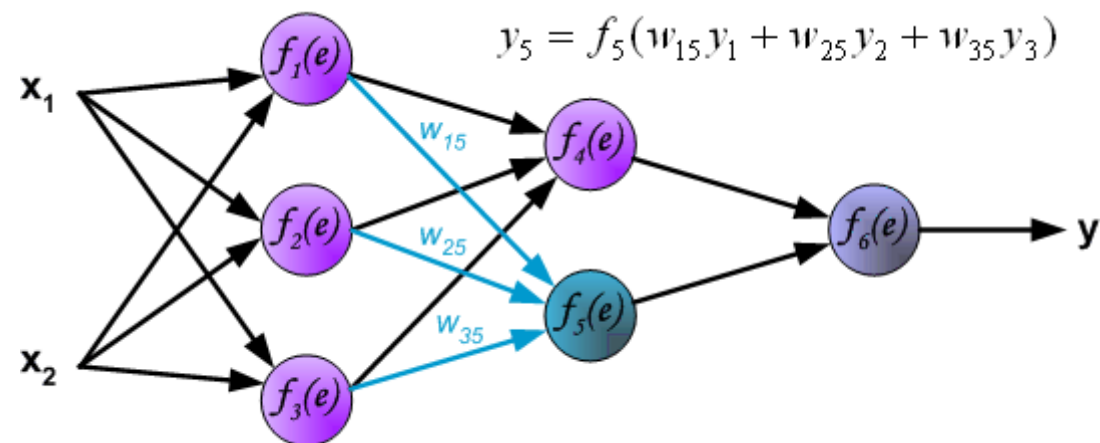 y₅ = f₅(w₁₅y₁ + w₂₅y₂ + w₃₅y₃)
f₁(e)
x₁
w₁₅
f₄(e)
f₂(e)
w₂₅
f₆(e)
y
f₅(e)
w₃₅
x₂
f₃(e)